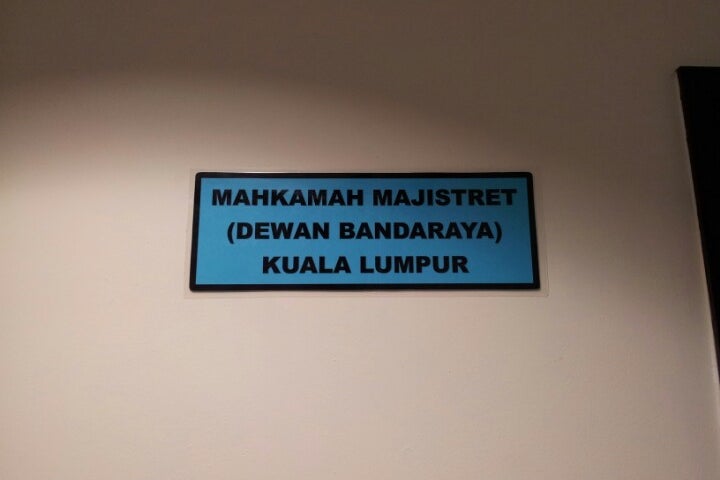 MAHKAMAH MAJISTRET
(DEWAN BANDARAYA)
KUALA LUMPUR